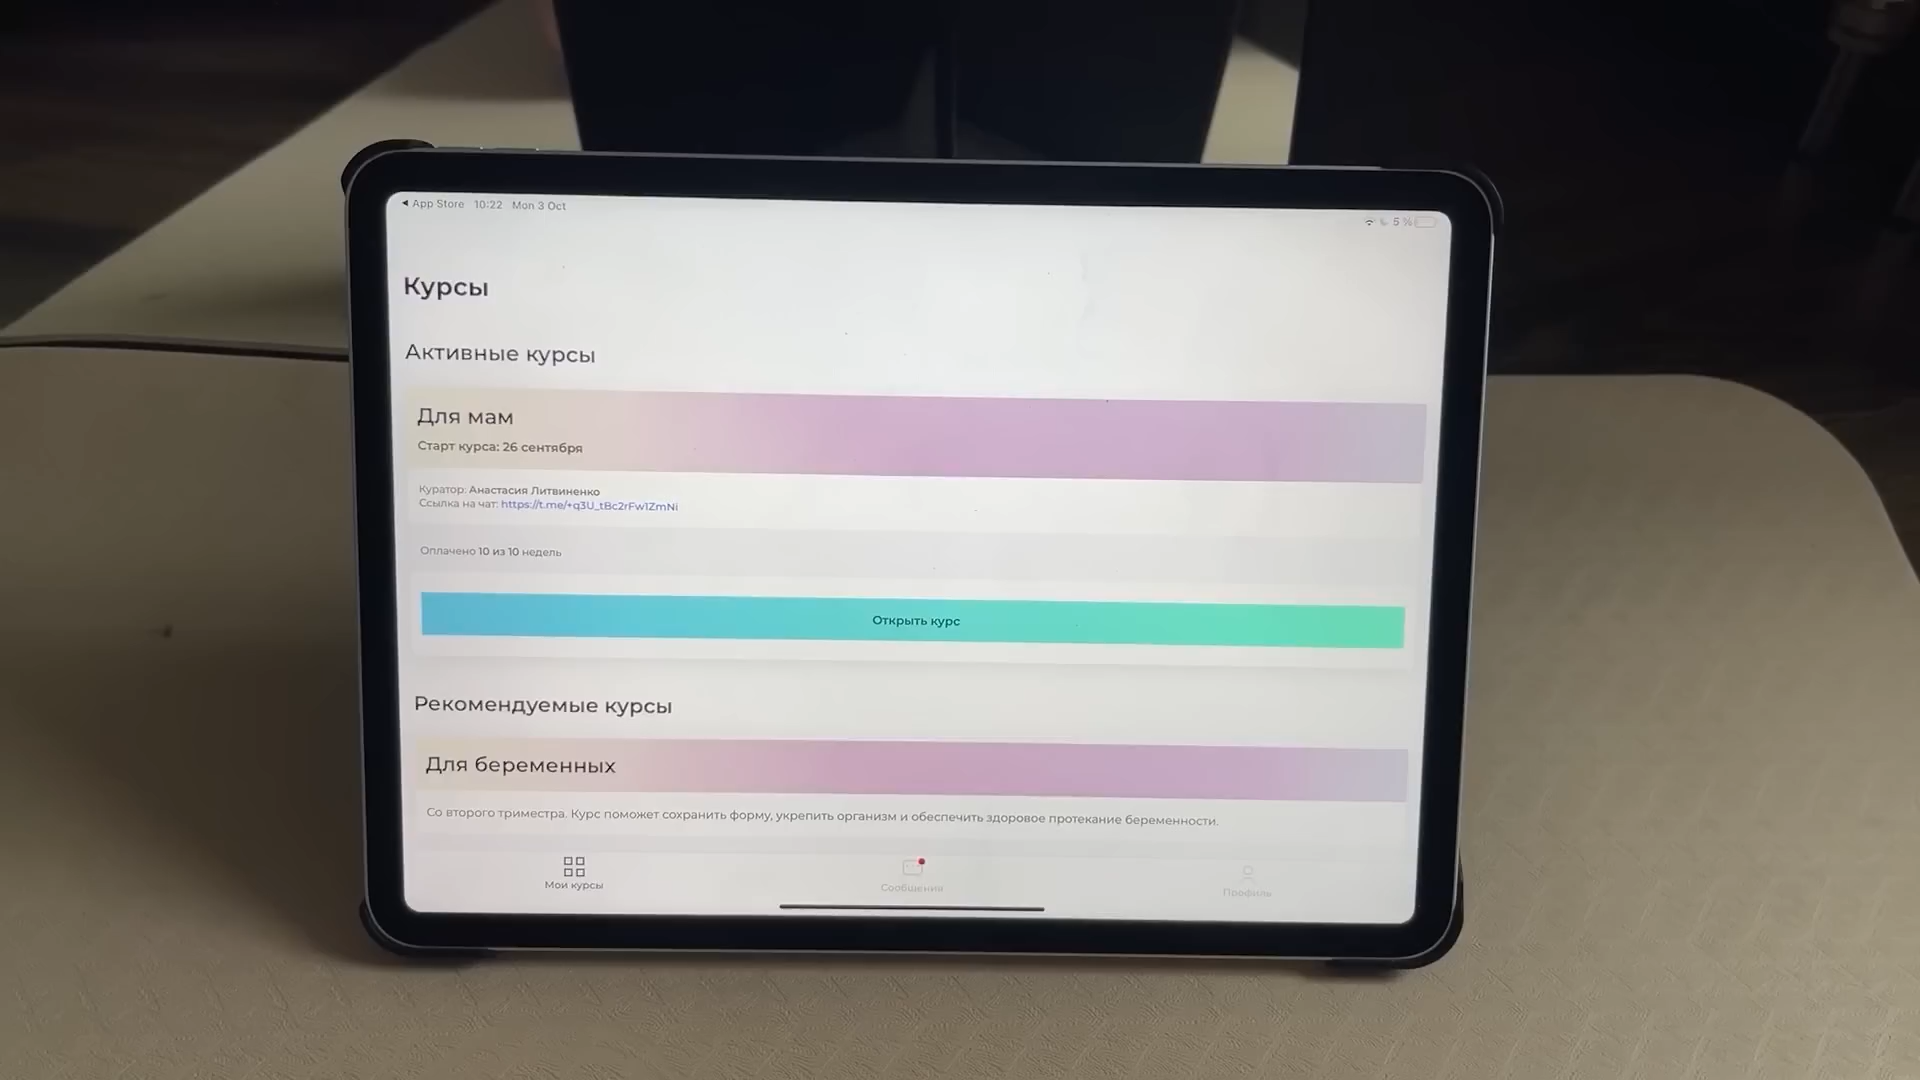 App Store 10:22 Mon 3 Oct
5 %
Курсы
Активные курсы
Для мам
Старт курса: 26 сентября
Куратор: Анастасия Литвиненко
Ссылка на чат: https://t.me/+q3U_tBc2rFw1ZmNi
Оплачено 10 из 10 недель
Открыть курс
Рекомендуемые курсы
Для беременных
Со второго триместра. Курс поможет сохранить форму, укрепить организм и обеспечить здоровое протекание беременности.
Мои курсы
Сообщения
Профиль